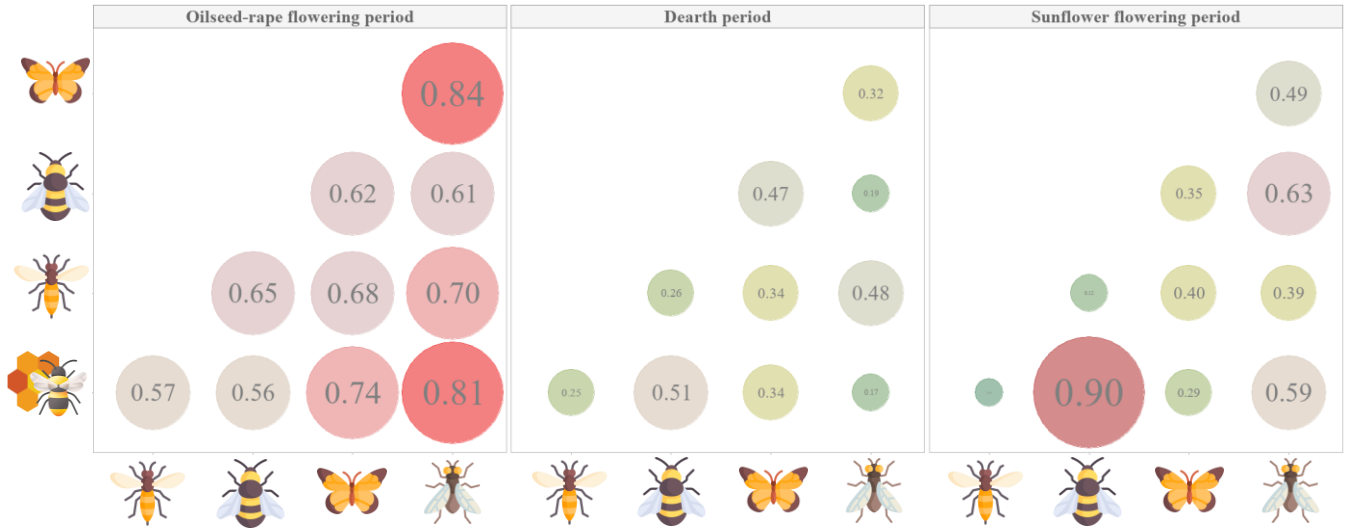 Oilseed-rape flowering period Dearth period Sunflower flowering period
0.84 0.32 0.49
0.62 0.61 0.47 0.19 0.35 0.63
0.65 0.68 0.70 0.26 0.34 0.48 0.40 0.39
0.57 0.56 0.74 0.81 0.25 0.51 0.34 0.17 0.90 0.29 0.59